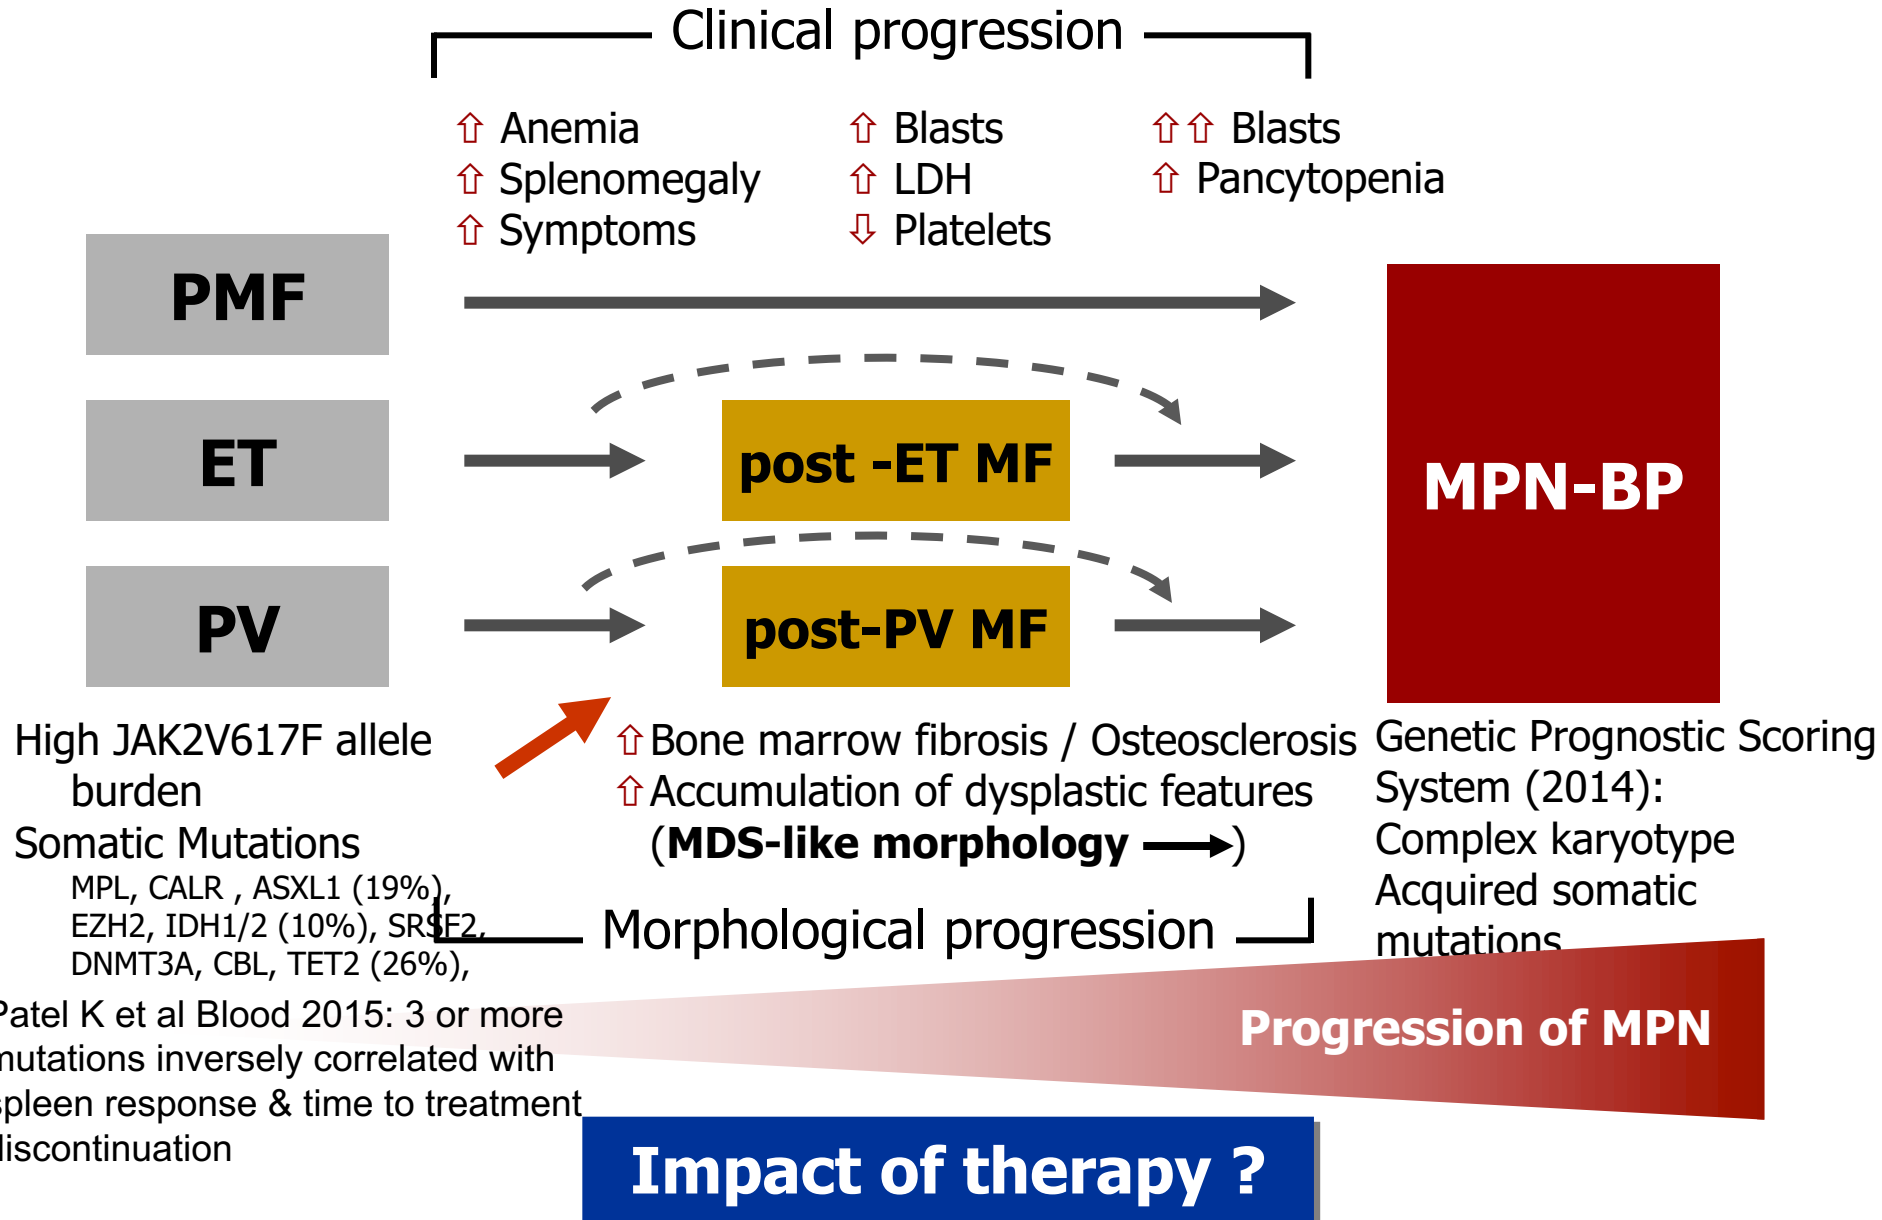 Clinical progression
⇧ Anemia
⇧ Splenomegaly
⇧ Symptoms
⇧ Blasts
⇧ LDH
⇩ Platelets
⇧⇧ Blasts
⇧ Pancytopenia
PMF
ET
post -ET MF
PV
post-PV MF
MPN-BP
High JAK2V617F allele
burden
Somatic Mutations
MPL, CALR , ASXL1 (19%),
EZH2, IDH1/2 (10%), SRSF2,
DNMT3A, CBL, TET2 (26%),
Patel K et al Blood 2015: 3 or more
mutations inversely correlated with
spleen response & time to treatment
discontinuation
⇧ Bone marrow fibrosis / Osteosclerosis
⇧ Accumulation of dysplastic features
(MDS-like morphology →)
Morphological progression
Genetic Prognostic Scoring
System (2014):
Complex karyotype
Acquired somatic
mutations
Progression of MPN
Impact of therapy ?